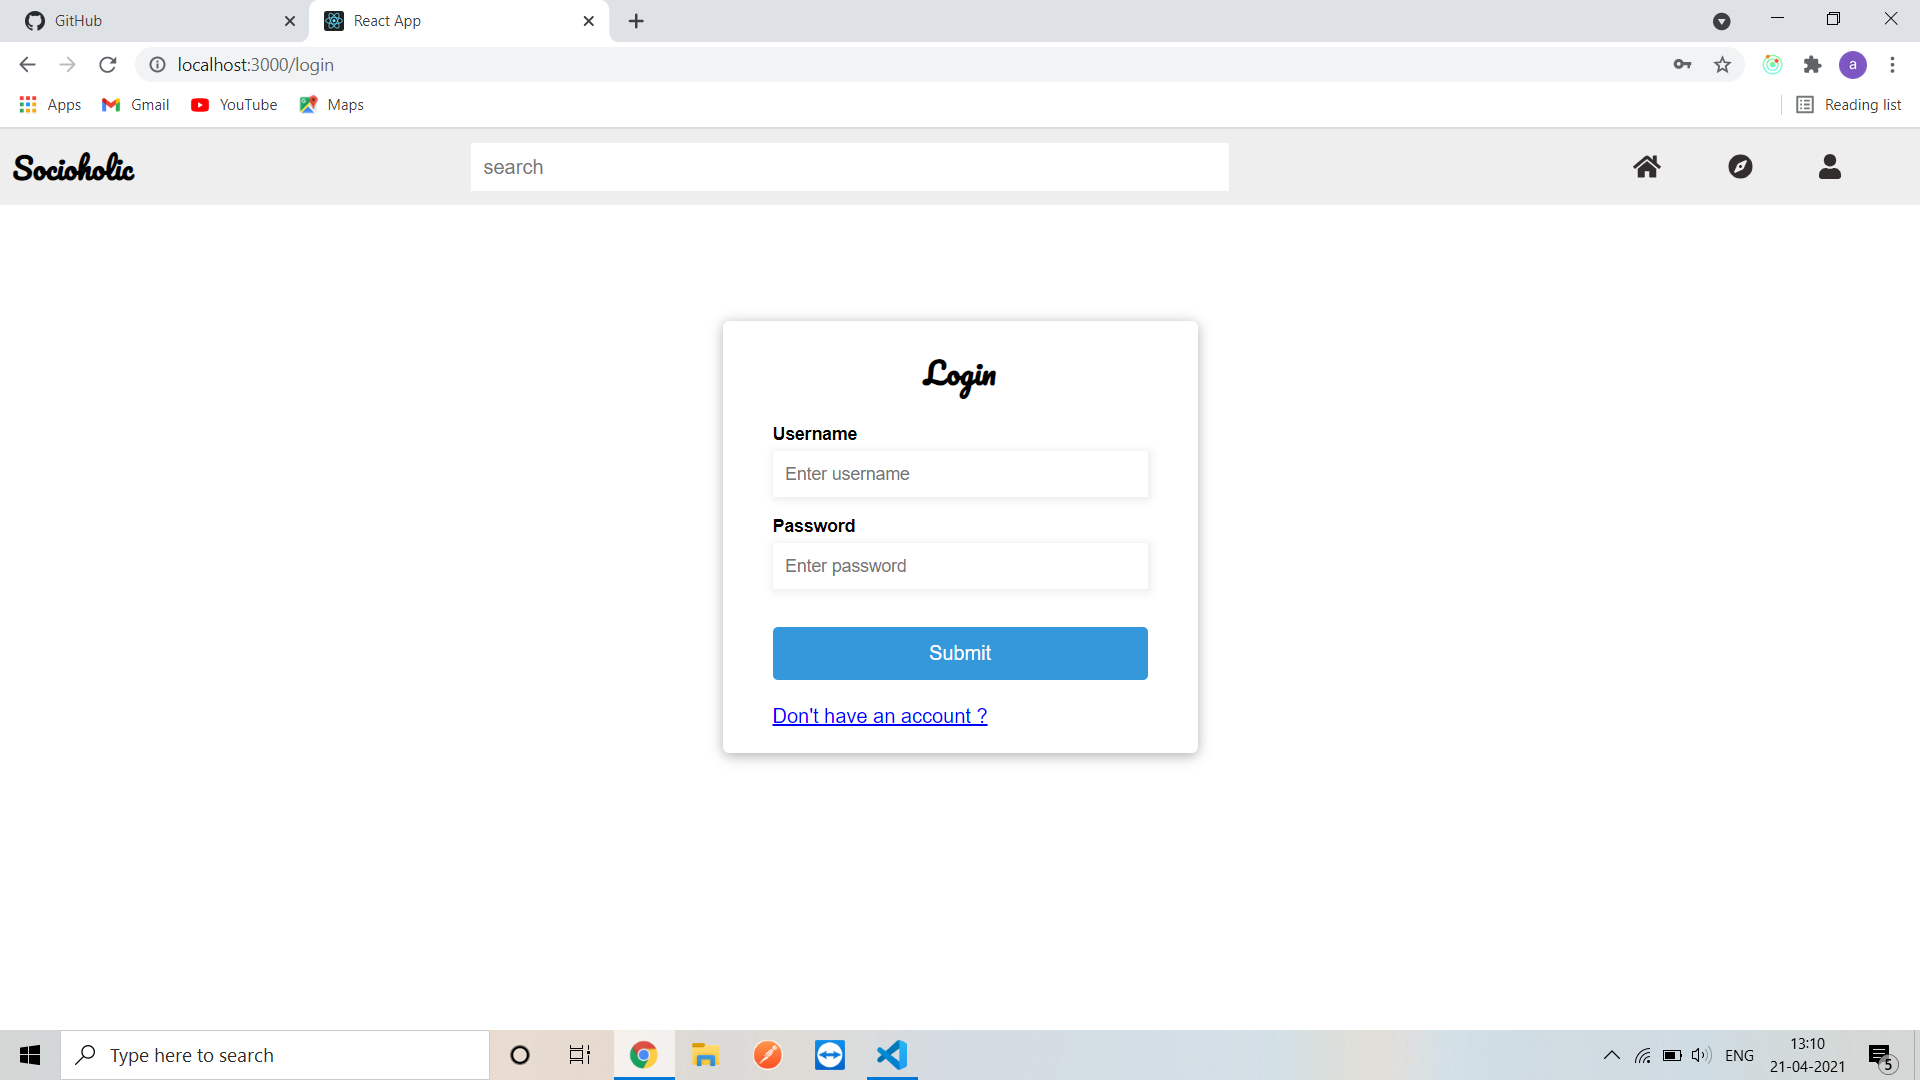 GitHub
React App
localhost:3000/login
a
Apps
Gmail
YouTube
Maps
Reading list
Socioholic
search
Login
Username
Enter username
Password
Enter password
Submit
Don't have an account ?
Type here to search
ENG
13:10
21-04-2021
5